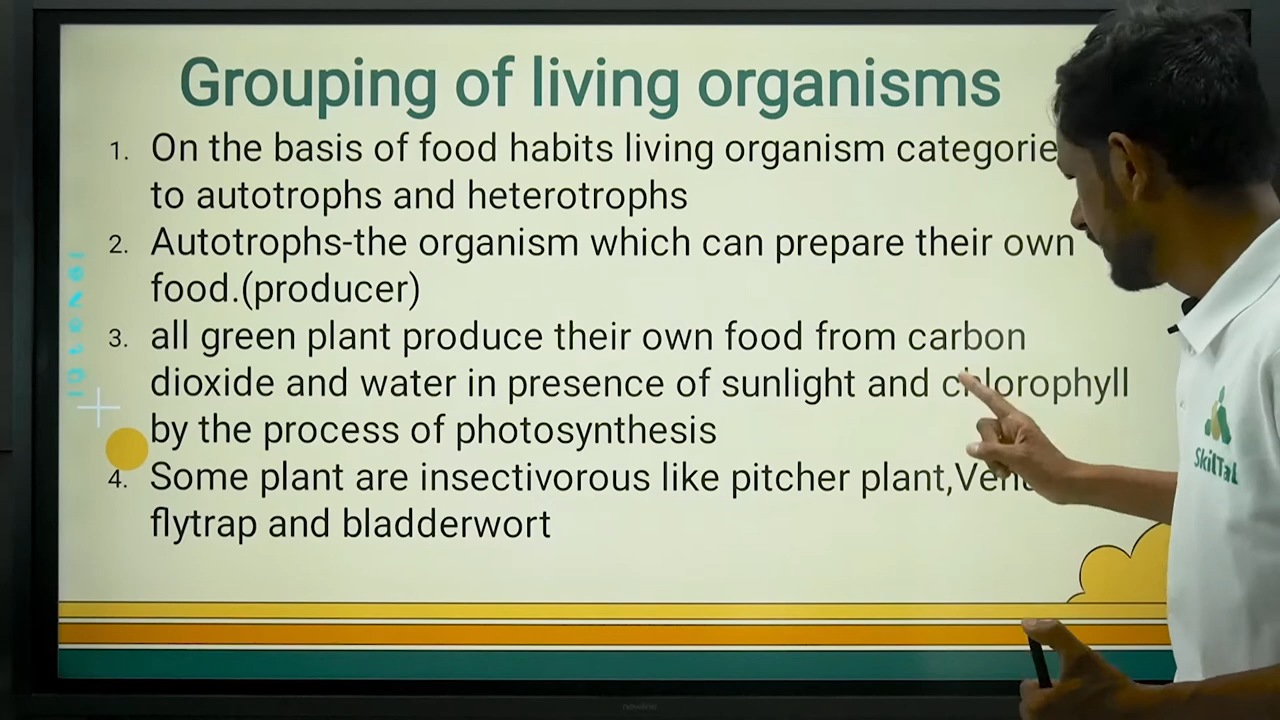 Grouping of living organisms
1. On the basis of food habits living organism categorie
to autotrophs and heterotrophs
2. Autotrophs-the organism which can prepare their own
food.(producer)
3. all green plant produce their own food from carbon
dioxide and water in presence of sunlight and chlorophyll
by the process of photosynthesis
4. Some plant are insectivorous like pitcher plant,Venu
flytrap and bladderwort